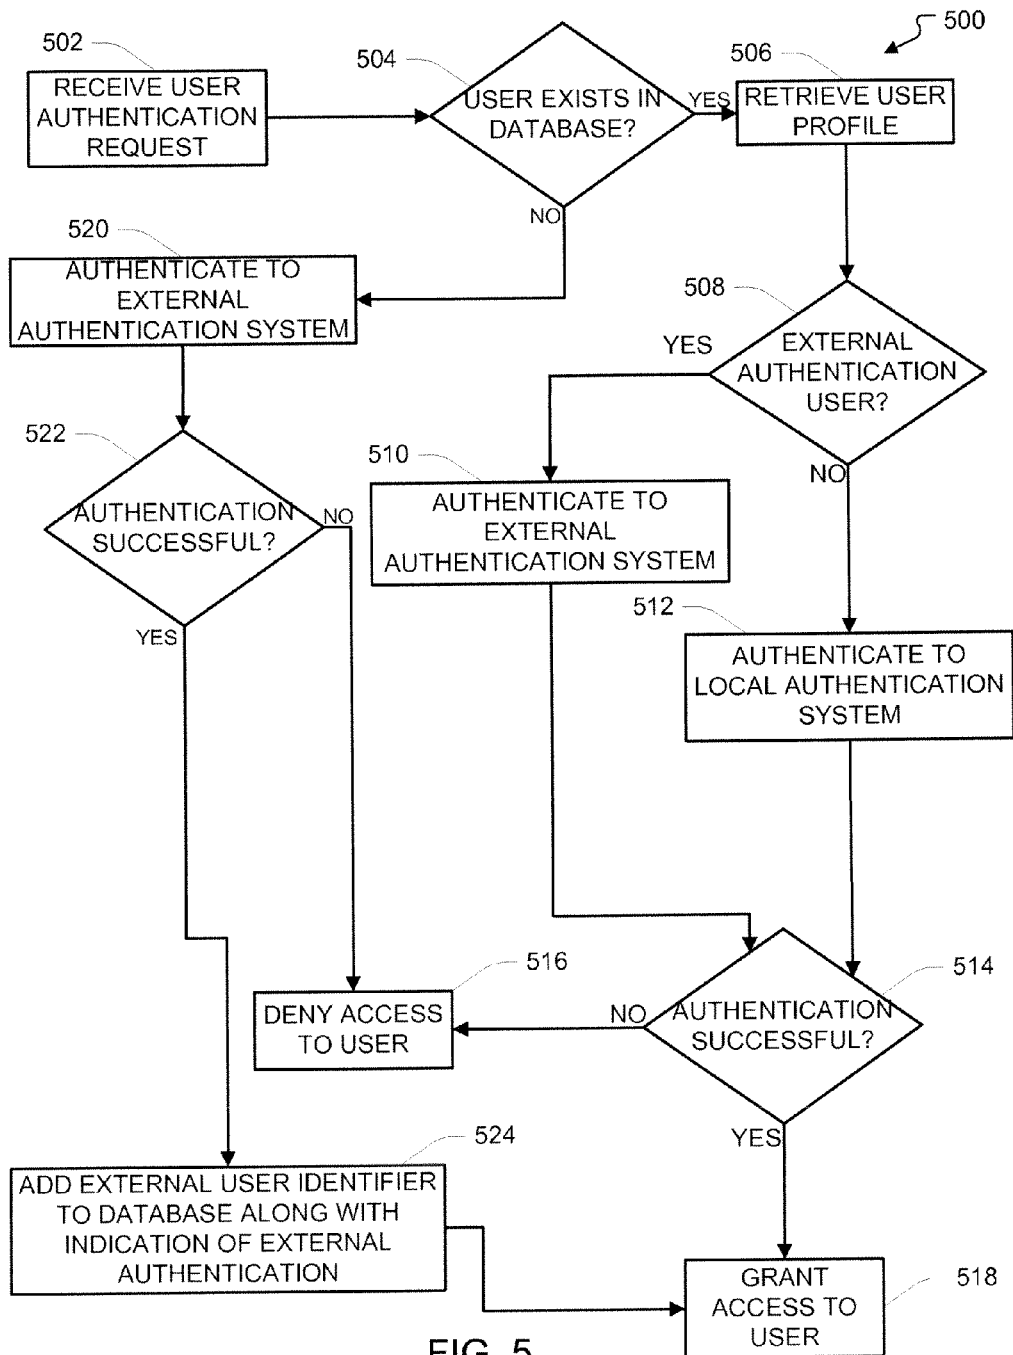 500
502
RECEIVE USER
AUTHENTICATION
REQUEST
504
USER EXISTS IN
DATABASE?
YES
NO
506
RETRIEVE USER
PROFILE
520
AUTHENTICATE TO
EXTERNAL
AUTHENTICATION SYSTEM
508
EXTERNAL
AUTHENTICATION
USER?
YES
NO
522
AUTHENTICATION
SUCCESSFUL?
NO
YES
510
AUTHENTICATE TO
EXTERNAL
AUTHENTICATION SYSTEM
512
AUTHENTICATE TO
LOCAL AUTHENTICATION
SYSTEM
516
DENY ACCESS
TO USER
514
AUTHENTICATION
SUCCESSFUL?
NO
YES
524
ADD EXTERNAL USER IDENTIFIER
TO DATABASE ALONG WITH
INDICATION OF EXTERNAL
AUTHENTICATION
518
GRANT
ACCESS TO
USER
FIG. 5